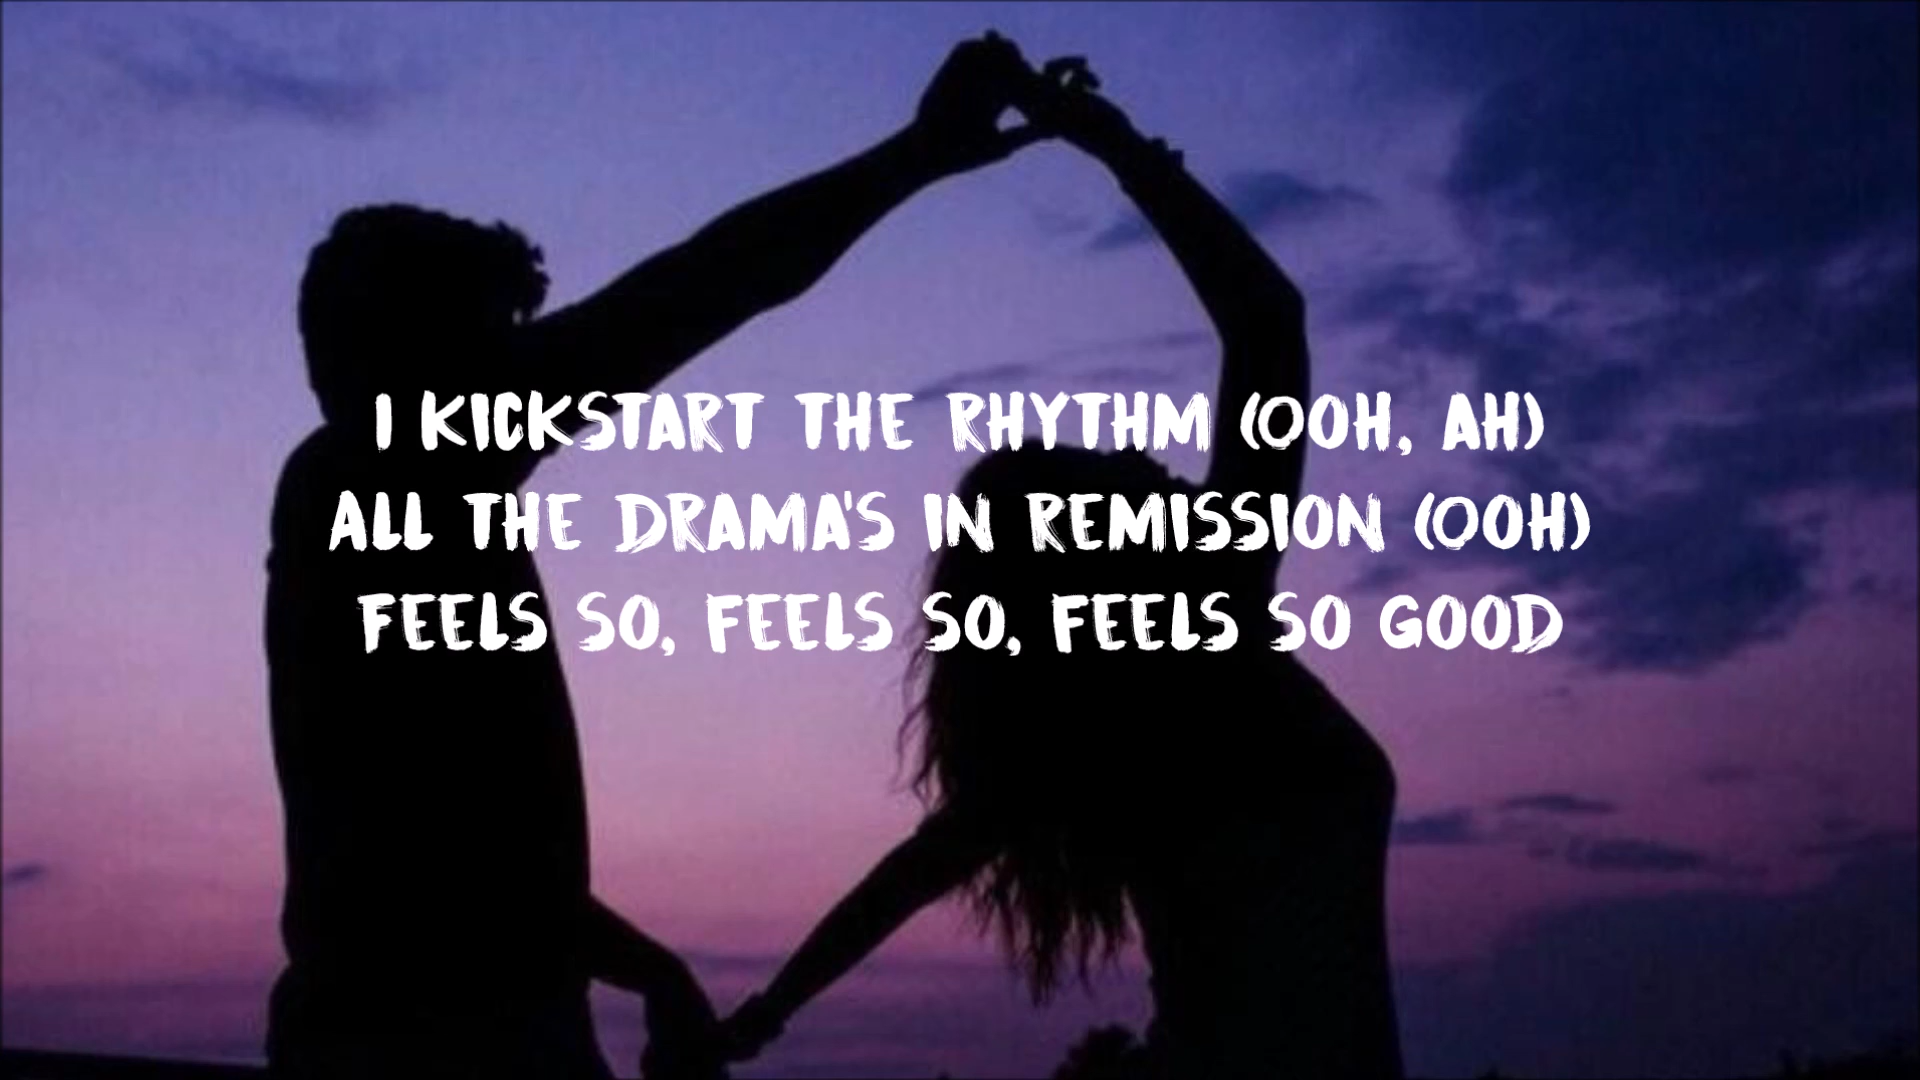 I KICKSTART THE RHYTHM (OOH, AH)
ALL THE DRAMA'S IN REMISSION (OOH)
FEELS SO, FEELS SO, FEELS SO GOOD